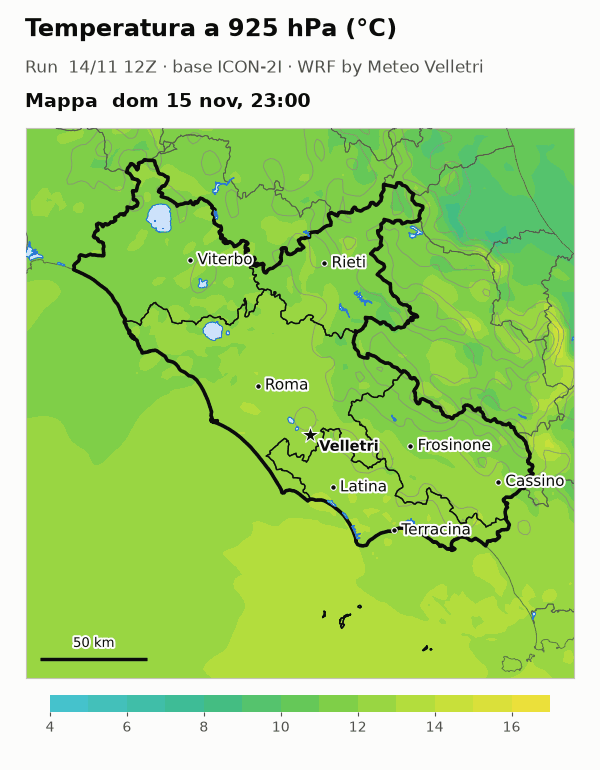 Temperatura a 925 hPa (°C)
Run  14/11 12Z · base ICON-2I · WRF by Meteo Velletri
Mappa  dom 15 nov, 23:00
Viterbo
Rieti
Roma
Velletri
Frosinone
Cassino
Latina
Terracina
50 km
4 6 8 10 12 14 16